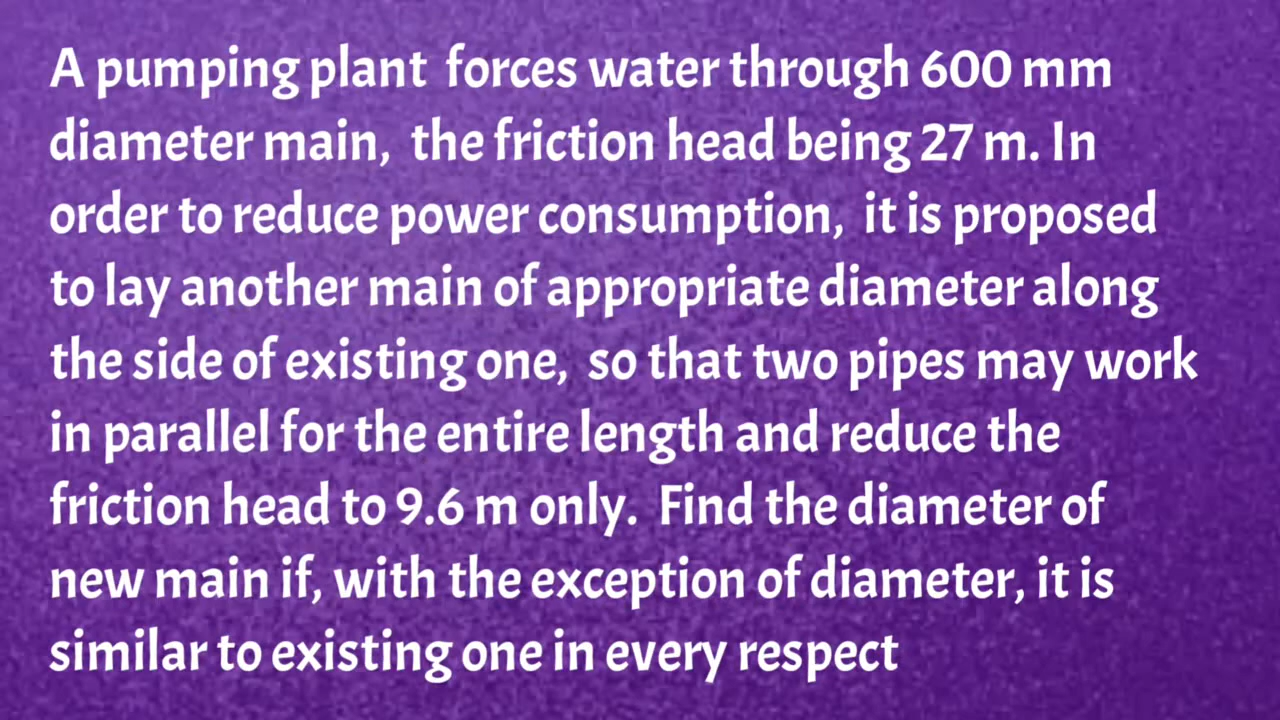 A pumping plant forces water through 600 mm
diameter main, the friction head being 27 m. In
order to reduce power consumption, it is proposed
to lay another main of appropriate diameter along
the side of existing one, so that two pipes may work
in parallel for the entire length and reduce the
friction head to 9.6 m only. Find the diameter of
new main if, with the exception of diameter, it is
similar to existing one in every respect